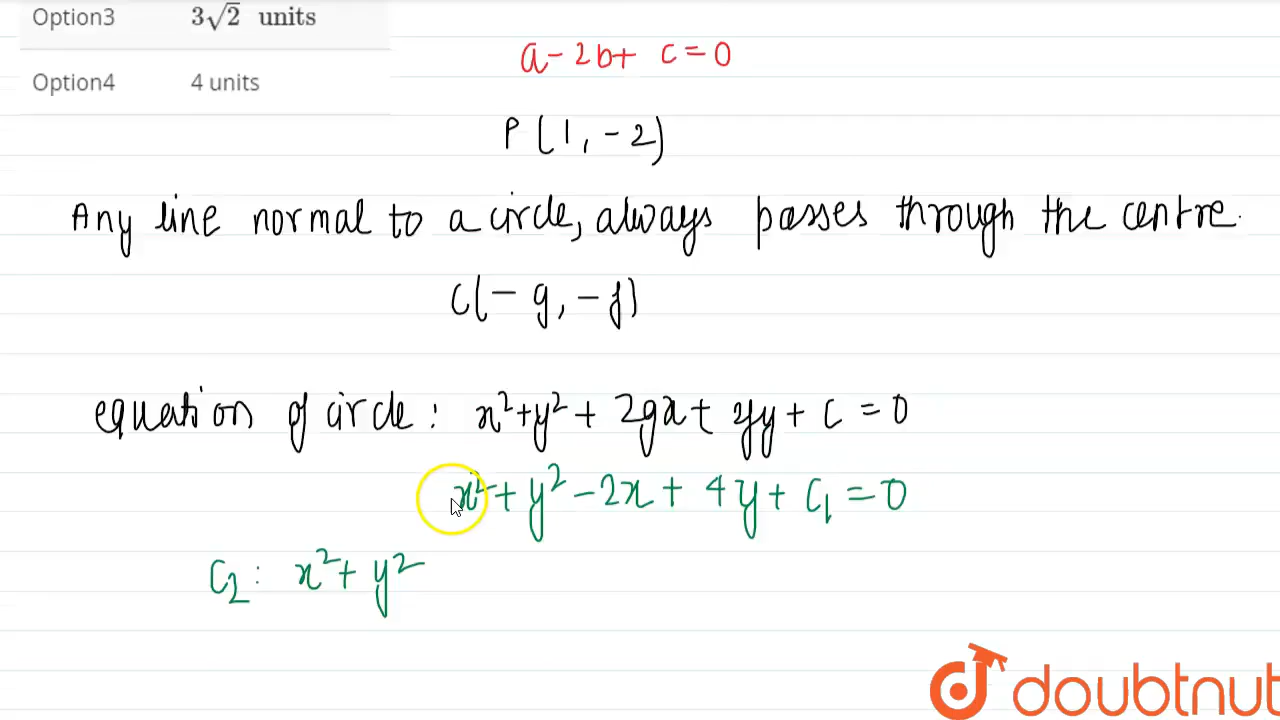 Option3 3√2 units
a - 2b + c = 0
Option4 4 units
P(1, -2)
Any line normal to a circle, always passes through the centre.
C(-g, -f)
equation of circle: x² + y² + 2gx + 2fy + c = 0
x² + y² - 2x + 4y + C₁ = 0
C₂: x² + y²
doubtnut